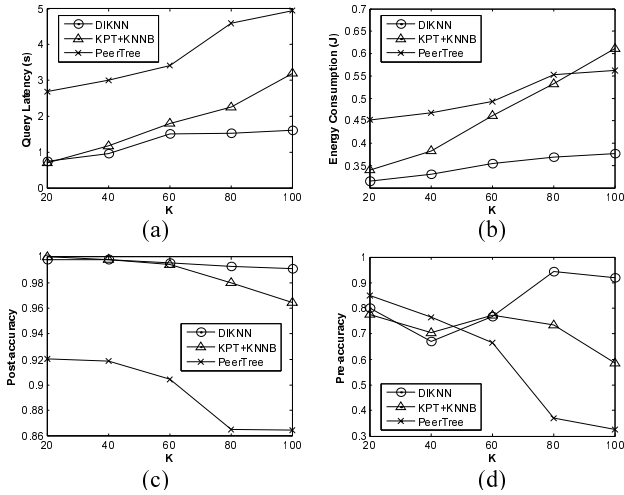 5
4
3
2
1
0
Query Latency (s)
DIKNN
KPT+KNNB
PeerTree
20 40 60 80 100
K
(a)
0.7
0.65
0.6
0.55
0.5
0.45
0.4
0.35
Energy Consumption (J)
DIKNN
KPT+KNNB
PeerTree
20 40 60 80 100
K
(b)
0.98
0.96
0.94
0.92
0.9
0.88
0.86
Post-accuracy
DIKNN
KPT+KNNB
PeerTree
20 40 60 80 100
K
(c)
1
0.9
0.8
0.7
0.6
0.5
0.4
0.3
Pre-accuracy
DIKNN
KPT+KNNB
PeerTree
20 40 60 80 100
K
(d)